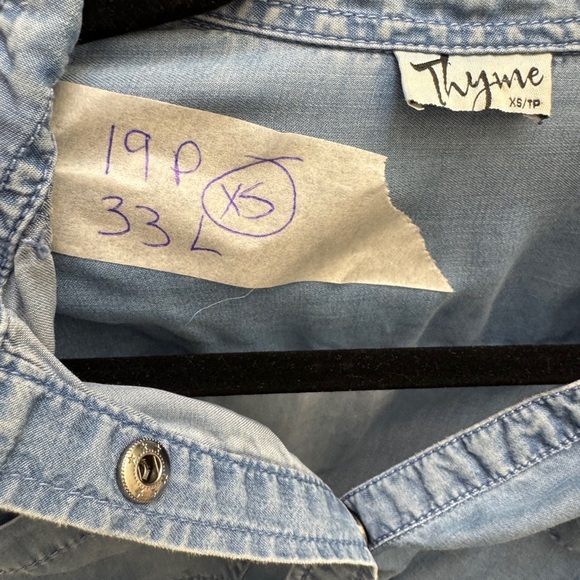 Thyme
XS/TP
19 P
33 L
XS